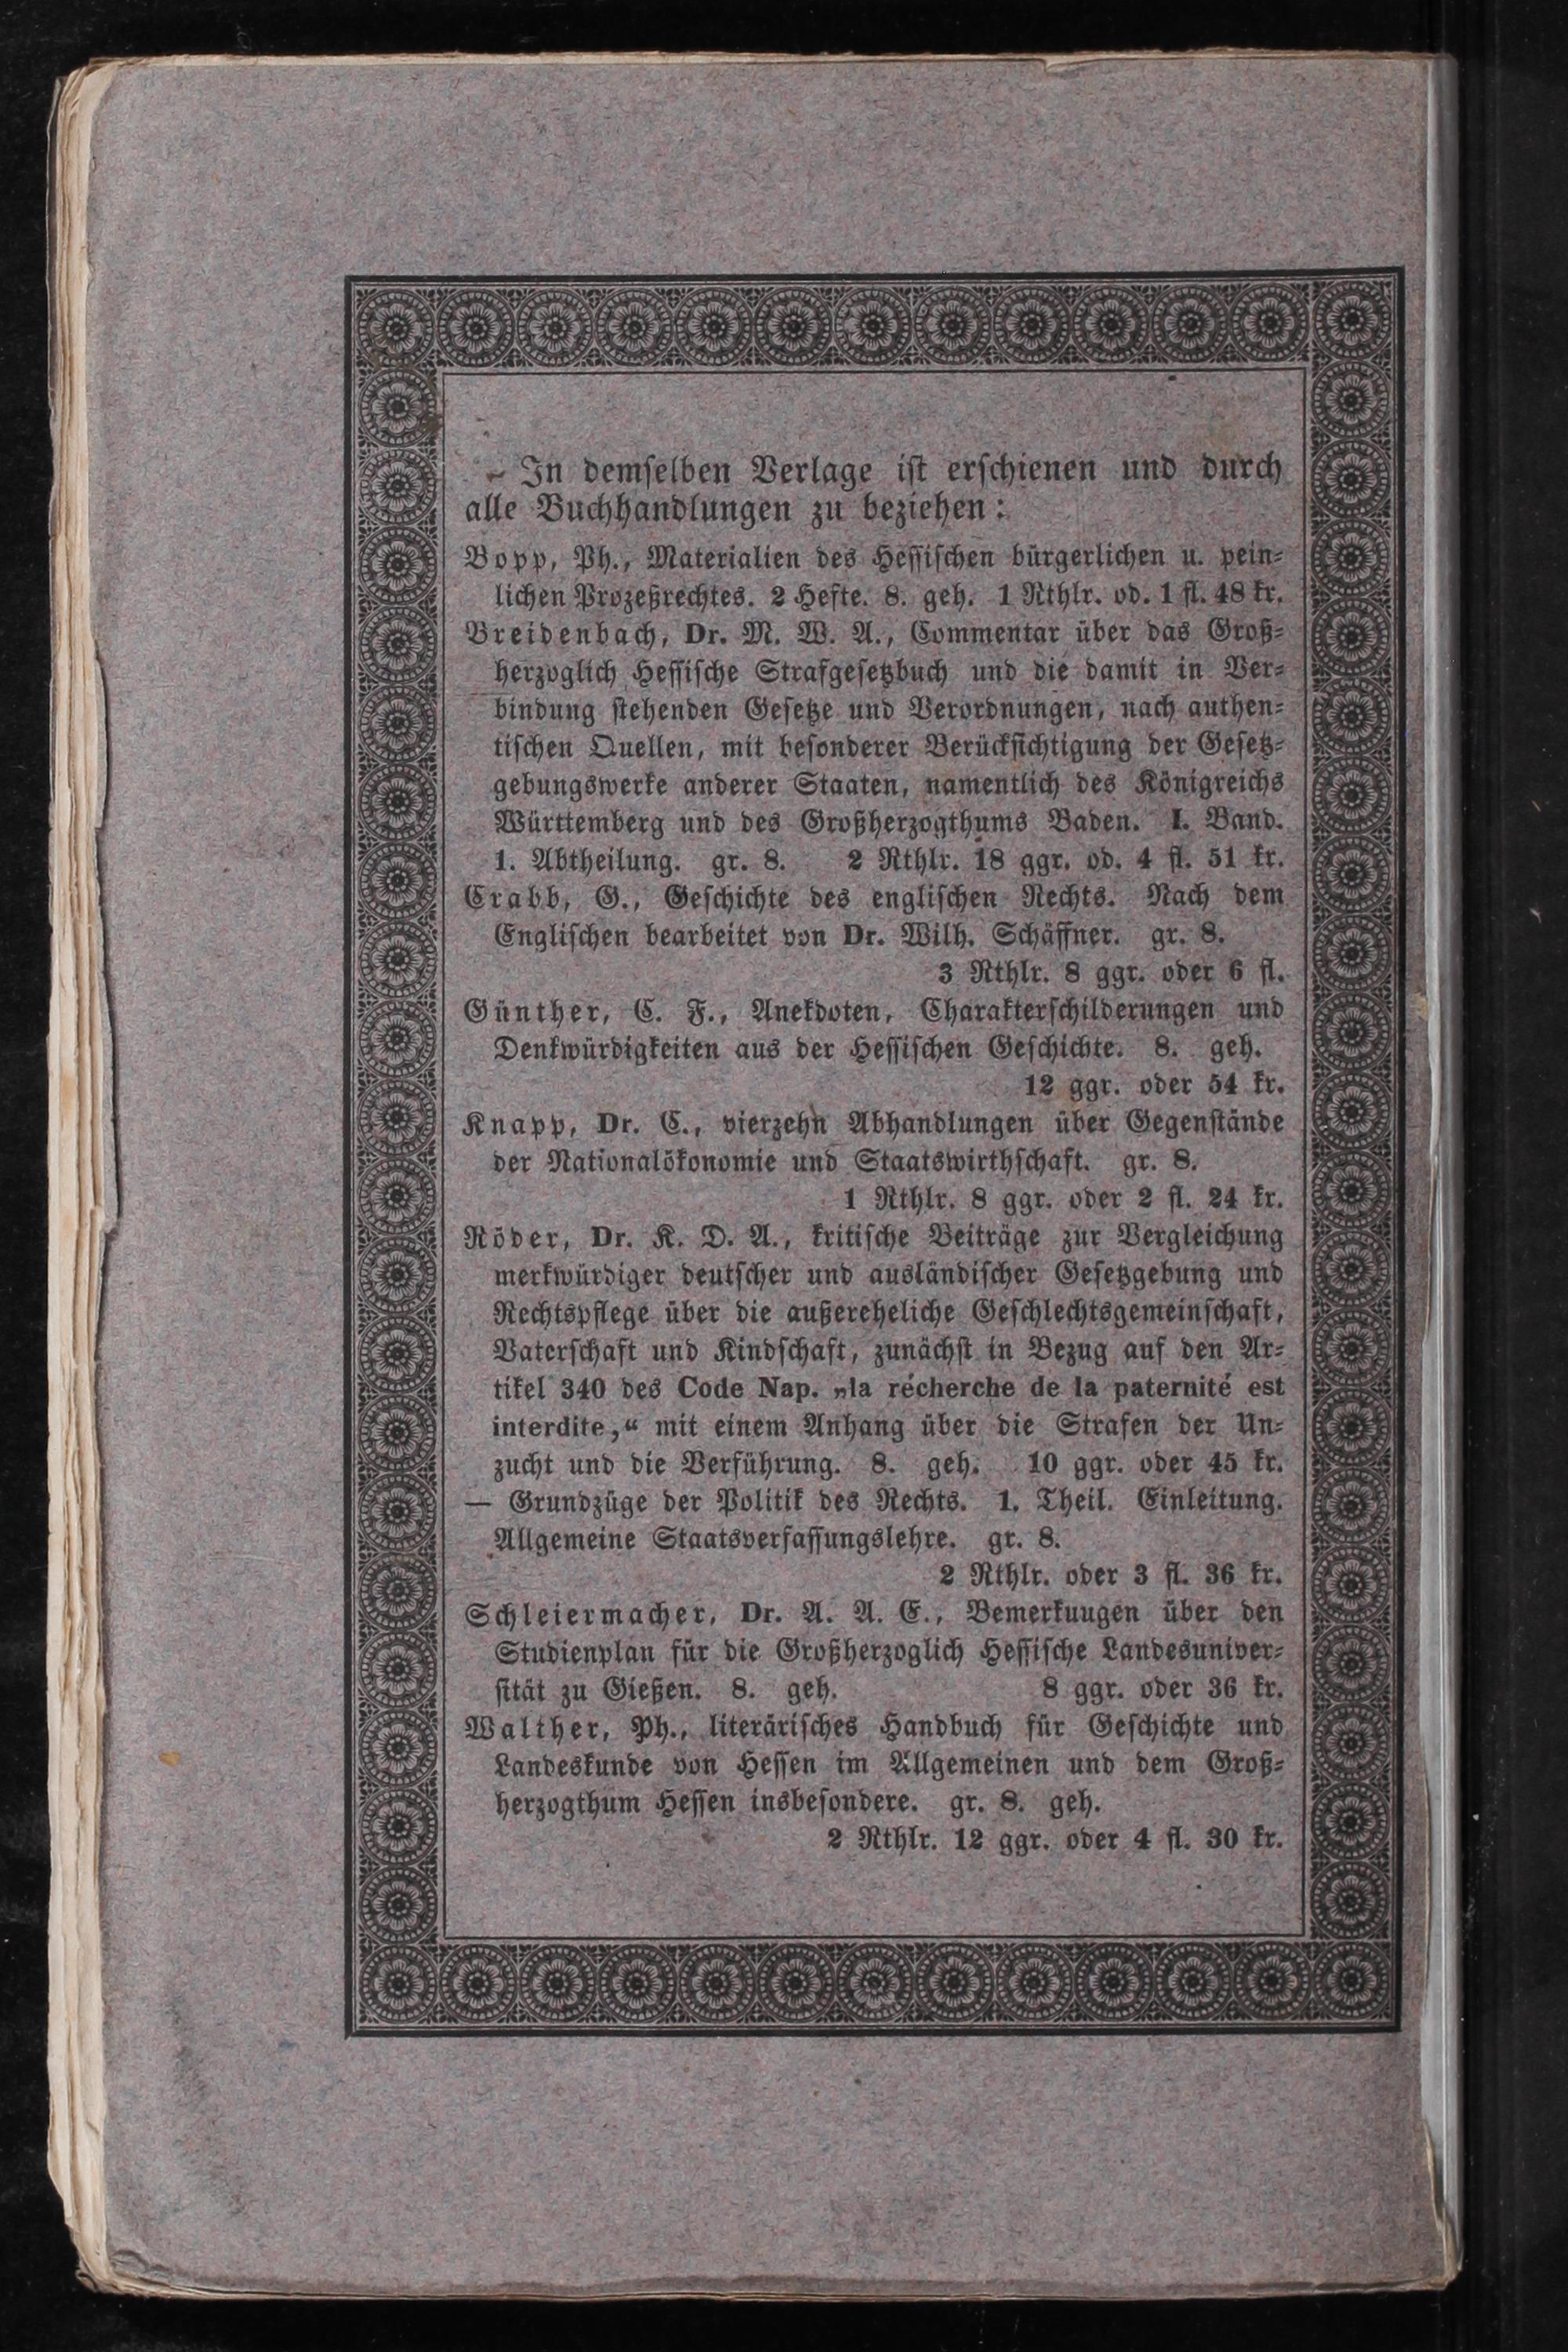 In demselben Verlage ist erschienen und durch
alle Buchhandlungen zu beziehen:
Bopp, Ph., Materialien des Hessischen bürgerlichen u. pein-
lichen Prozeßrechtes. 2 Hefte. 8. geh. 1 Rthlr. od. 1 fl. 48 kr.
Breidenbach, Dr. M. W. A., Commentar über das Groß-
herzoglich Hessische Strafgesetzbuch und die damit in Ver-
bindung stehenden Gesetze und Verordnungen, nach authen-
tischen Quellen, mit besonderer Berücksichtigung der Gesetz-
gebungswerke anderer Staaten, namentlich des Königreichs
Württemberg und des Großherzogthums Baden. I. Band.
1. Abtheilung. gr. 8. 2 Rthlr. 18 ggr. od. 4 fl. 51 kr.
Crabb, G., Geschichte des englischen Rechts. Nach dem
Englischen bearbeitet von Dr. Wilh. Schäffner. gr. 8.
3 Rthlr. 8 ggr. oder 6 fl.
Günther, C. F., Anekdoten, Charakterschilderungen und
Denkwürdigkeiten aus der Hessischen Geschichte. 8. geh.
12 ggr. oder 54 kr.
Knapp, Dr. C., vierzehn Abhandlungen über Gegenstände
der Nationalökonomie und Staatswirthschaft. gr. 8.
1 Rthlr. 8 ggr. oder 2 fl. 24 kr.
Röder, Dr. K. D. A., kritische Beiträge zur Vergleichung
merkwürdiger deutscher und ausländischer Gesetzgebung und
Rechtspflege über die außereheliche Geschlechtsgemeinschaft,
Vaterschaft und Kindschaft, zunächst in Bezug auf den Ar-
tikel 340 des Code Nap. „la récherche de la paternité est
interdite,“ mit einem Anhang über die Strafen der Un-
zucht und die Verführung. 8. geh. 10 ggr. oder 45 kr.
— Grundzüge der Politik des Rechts. 1. Theil. Einleitung.
Allgemeine Staatsverfassungslehre. gr. 8.
2 Rthlr. oder 3 fl. 36 kr.
Schleiermacher, Dr. A. A. E., Bemerkuugen über den
Studienplan für die Großherzoglich Hessische Landesuniver-
sität zu Gießen. 8. geh. 8 ggr. oder 36 kr.
Walther, Ph., literärisches Handbuch für Geschichte und
Landeskunde von Hessen im Allgemeinen und dem Groß-
herzogthum Hessen insbesondere. gr. 8. geh.
2 Rthlr. 12 ggr. oder 4 fl. 30 kr.